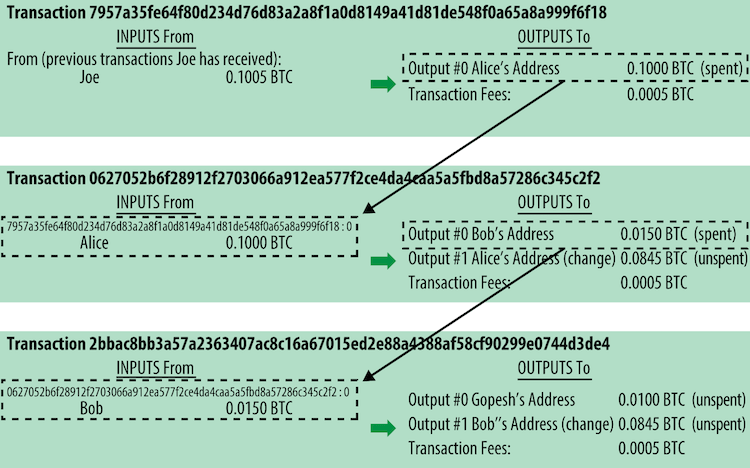 Transaction 7957a35fe64f80d234d76d83a2a8f1a0d8149a41d81de548f0a65a8a999f6f18
INPUTS From
OUTPUTS To
From (previous transactions Joe has received):
Joe 0.1005 BTC
Output #0 Alice's Address 0.1000 BTC (spent)
Transaction Fees: 0.0005 BTC
Transaction 0627052b6f28912f2703066a912ea577f2ce4da4caa5a5fbd8a57286c345c2f2
INPUTS From
OUTPUTS To
7957a35fe64f80d234d76d83a2a8f1a0d8149a41d81de548f0a65a8a999f6f18 : 0
Alice 0.1000 BTC
Output #0 Bob's Address 0.0150 BTC (spent)
Output #1 Alice's Address (change) 0.0845 BTC (unspent)
Transaction Fees: 0.0005 BTC
Transaction 2bbac8bb3a57a2363407ac8c16a67015ed2e88a4388af58cf90299e0744d3de4
INPUTS From
OUTPUTS To
0627052b6f28912f2703066a912ea577f2ce4da4caa5a5fbd8a57286c345c2f2 : 0
Bob 0.0150 BTC
Output #0 Gopesh's Address 0.0100 BTC (unspent)
Output #1 Bob"s Address (change) 0.0845 BTC (unspent)
Transaction Fees: 0.0005 BTC